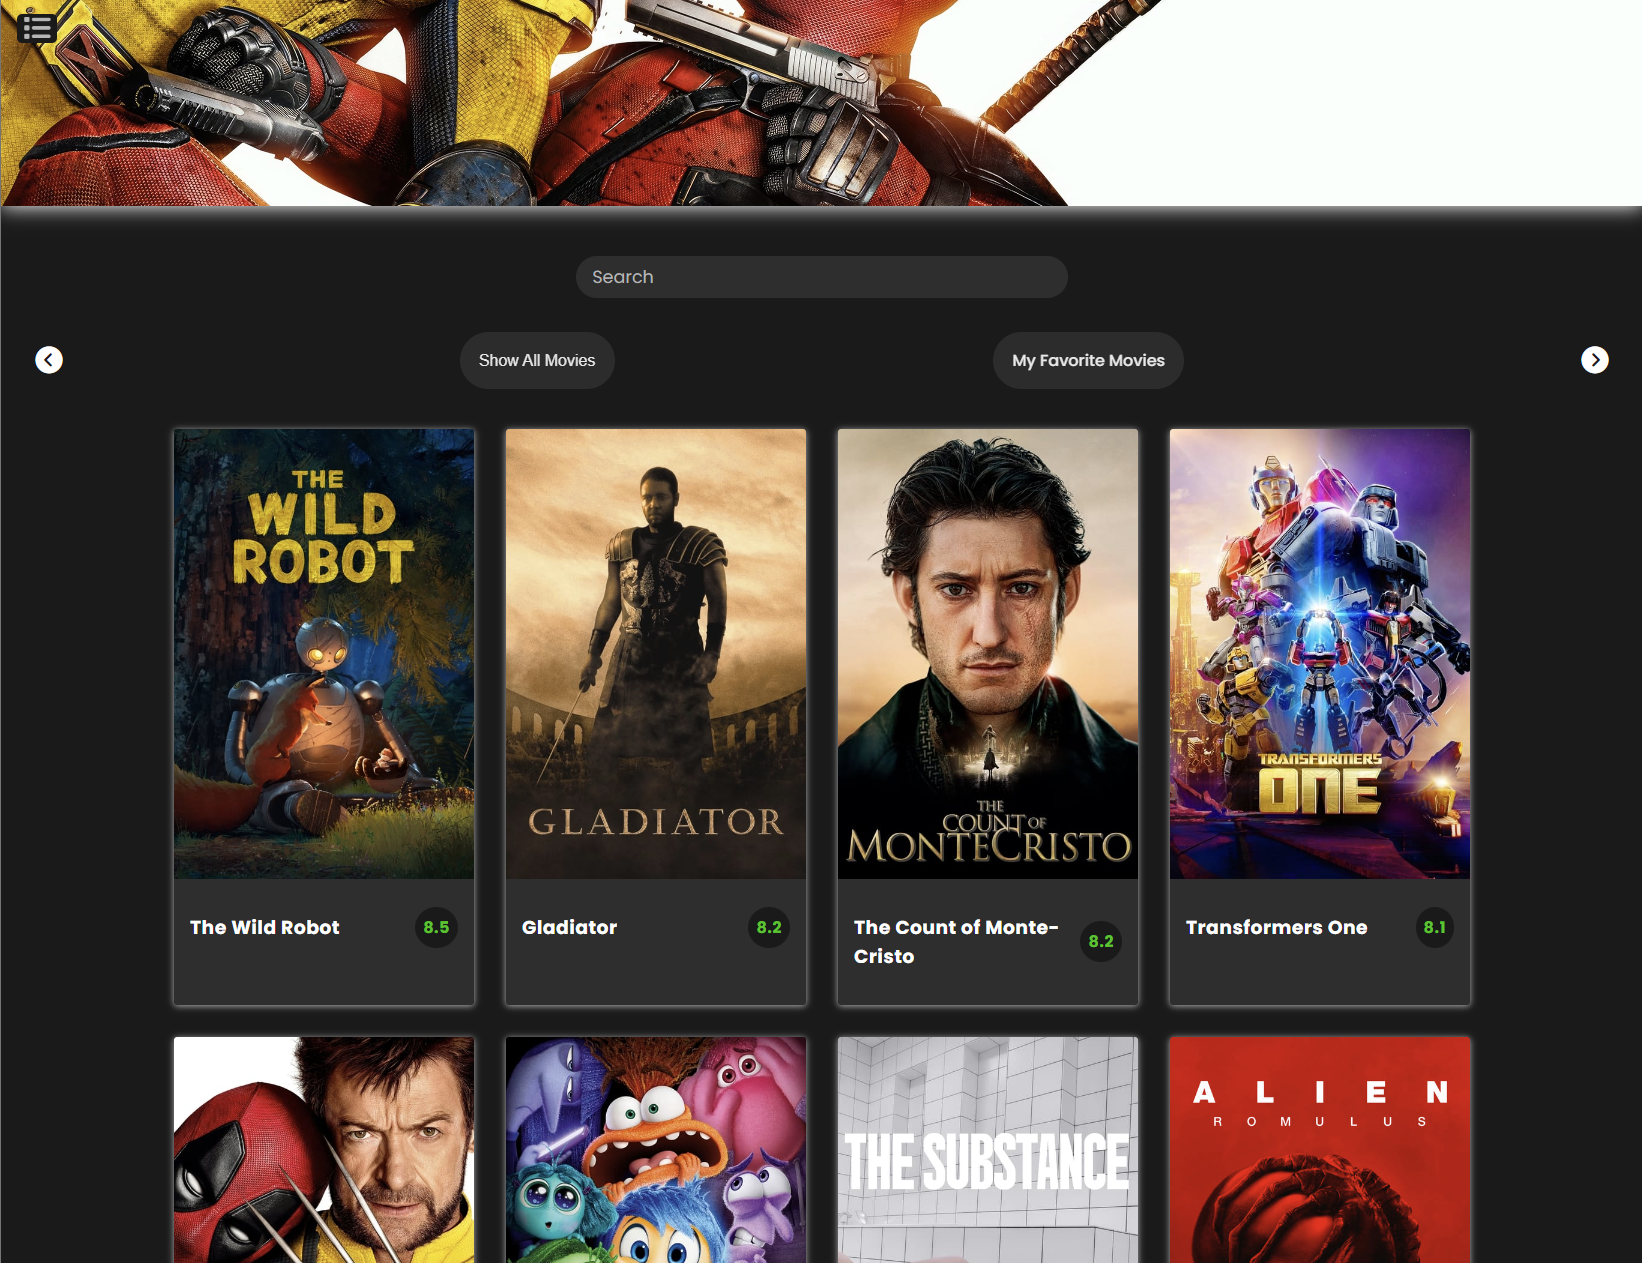 Search
Show All Movies
My Favorite Movies
THE
WILD
ROBOT
GLADIATOR
THE
COUNT OF
MONTECRISTO
TRANSFORMERS
ONE
The Wild Robot
8.5
Gladiator
8.2
The Count of Monte-
Cristo
8.2
Transformers One
8.1
THE SUBSTANCE
ALIEN
ROMULUS